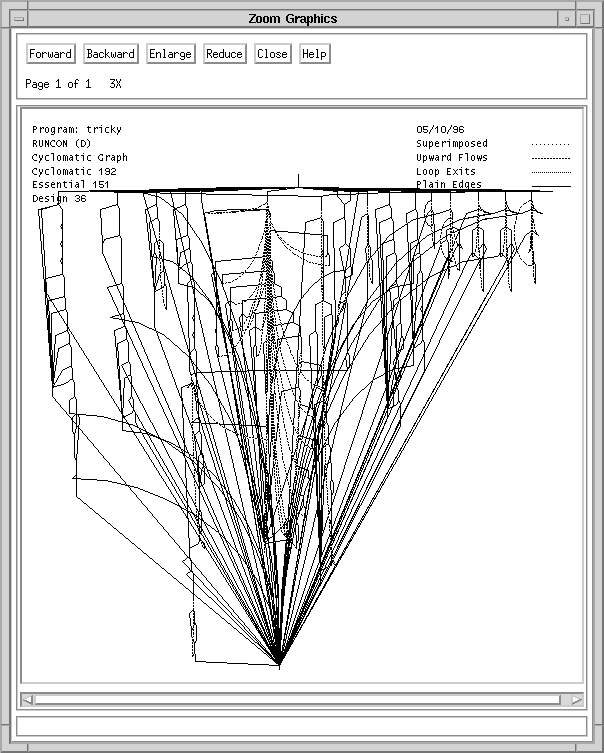 Zoom Graphics
Forward Backward Enlarge Reduce Close Help
Page 1 of 1 3X
Program: tricky
RUNCON (D)
Cyclomatic Graph
Cyclomatic 192
Essential 151
Design 36
05/10/96
Superimposed
Upward Flows
Loop Exits
Plain Edges